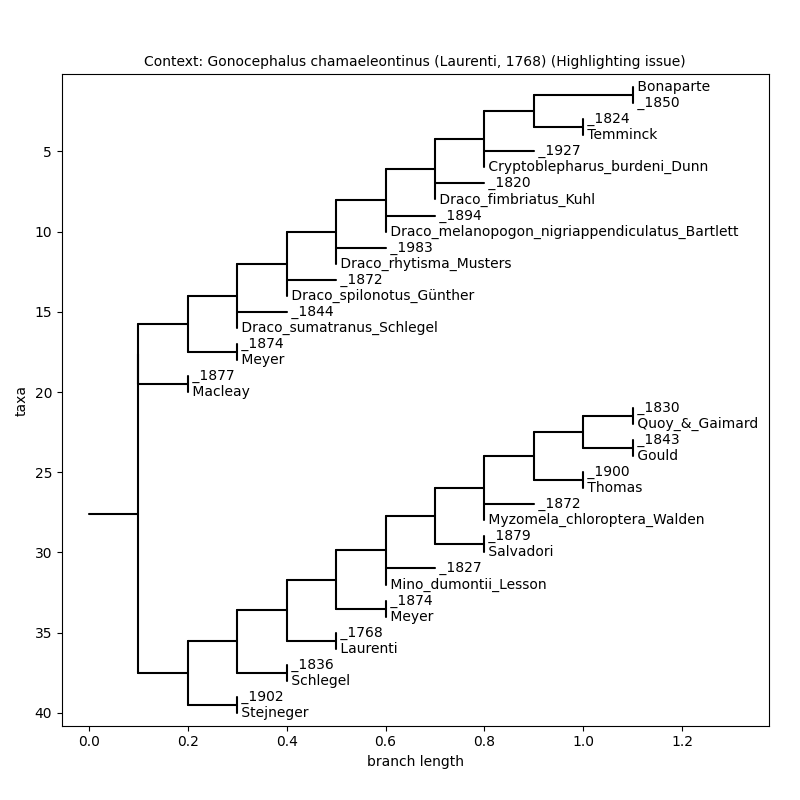 Context: Gonocephalus chamaeleontinus (Laurenti, 1768) (Highlighting issue)
Bonaparte
_1850
_1824
Temminck
_1927
Cryptoblepharus_burdeni_Dunn
_1820
Draco_fimbriatus_Kuhl
_1894
Draco_melanopogon_nigriappendiculatus_Bartlett
_1983
Draco_rhytisma_Musters
_1872
Draco_spilonotus_Günther
_1844
Draco_sumatranus_Schlegel
_1874
Meyer
_1877
Macleay
_1830
Quoy_&_Gaimard
_1843
Gould
_1900
Thomas
_1872
Myzomela_chloroptera_Walden
_1879
Salvadori
_1827
Mino_dumontii_Lesson
_1874
Meyer
_1768
Laurenti
_1836
Schlegel
_1902
Stejneger
5
10
15
20
25
30
35
40
taxa
0.0 0.2 0.4 0.6 0.8 1.0 1.2
branch length